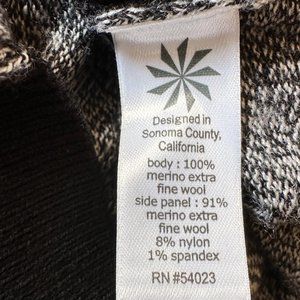 Designed in
Sonoma County,
California
body : 100%
merino extra
fine wool
side panel : 91%
merino extra
fine wool
8% nylon
1% spandex
RN #54023